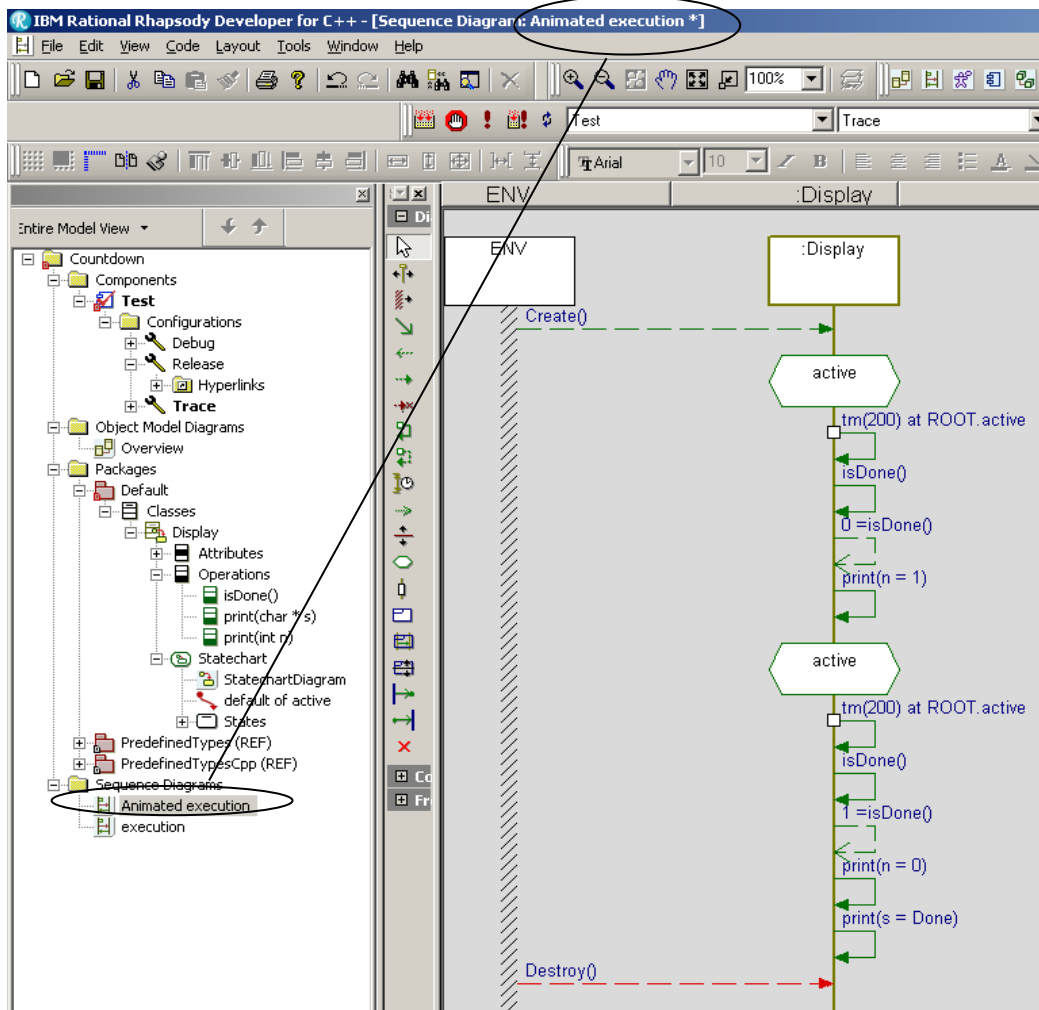 IBM Rational Rhapsody Developer for C++ - [Sequence Diagram: Animated execution *]
File Edit View Code Layout Tools Window Help
100%
Test Trace
Arial 10
ENV :Display
Entire Model View
Countdown
Components
Test
Configurations
Debug
Release
Hyperlinks
Trace
Object Model Diagrams
Overview
Packages
Default
Classes
Display
Attributes
Operations
isDone()
print(char * s)
print(int n)
Statechart
StatechartDiagram
default of active
States
PredefinedTypes (REF)
PredefinedTypesCpp (REF)
Sequence Diagrams
Animated execution
execution
Di
Co
Fr
ENV
:Display
Create()
active
tm(200) at ROOT.active
isDone()
0 =isDone()
print(n = 1)
active
tm(200) at ROOT.active
isDone()
1 =isDone()
print(n = 0)
print(s = Done)
Destroy()